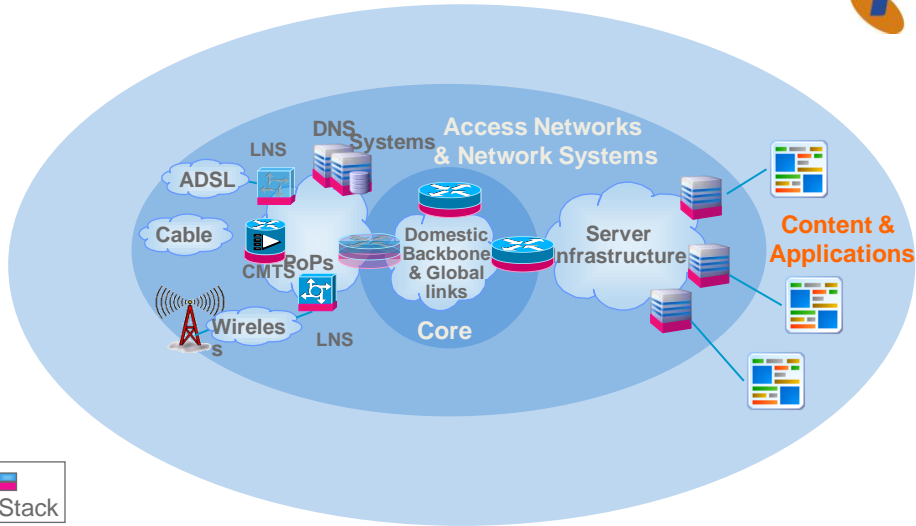 DNS
Systems
LNS
ADSL
Cable
CMTS
PoPs
Wireles
s
LNS
Access Networks
& Network Systems
Domestic
Backbone
& Global
links
Core
Server
nfrastructure
Content &
Applications
Stack